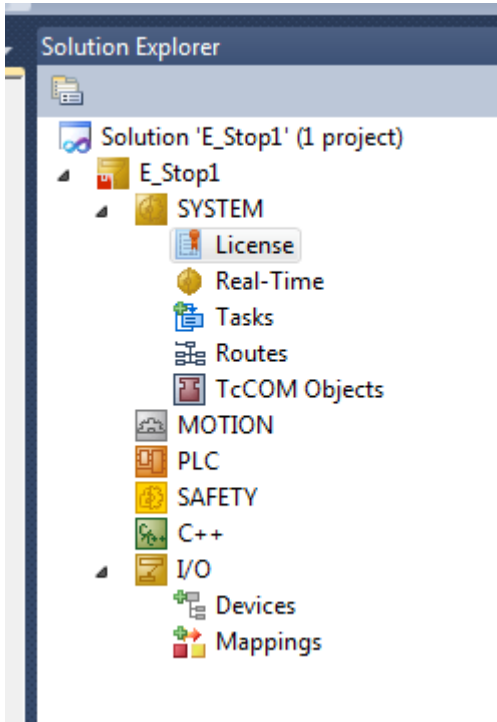 Solution Explorer
Solution 'E_Stop1' (1 project)
E_Stop1
SYSTEM
License
Real-Time
Tasks
Routes
TcCOM Objects
MOTION
PLC
SAFETY
C++
I/O
Devices
Mappings